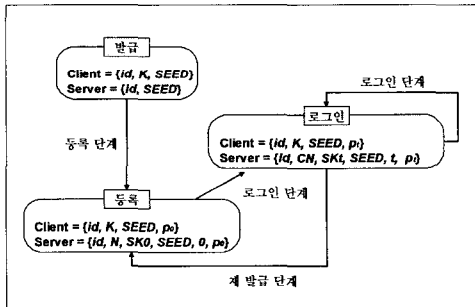 발급
Client = {id, K, SEED}
Server = {id, SEED}
로그인 단계
로그인
Client = {id, K, SEED, pt}
Server = {id, CN, SKt, SEED, t, pt}
등록 단계
로그인 단계
등록
Client = {id, K, SEED, p0}
Server = {id, N, SK0, SEED, 0, p0}
재 발급 단계